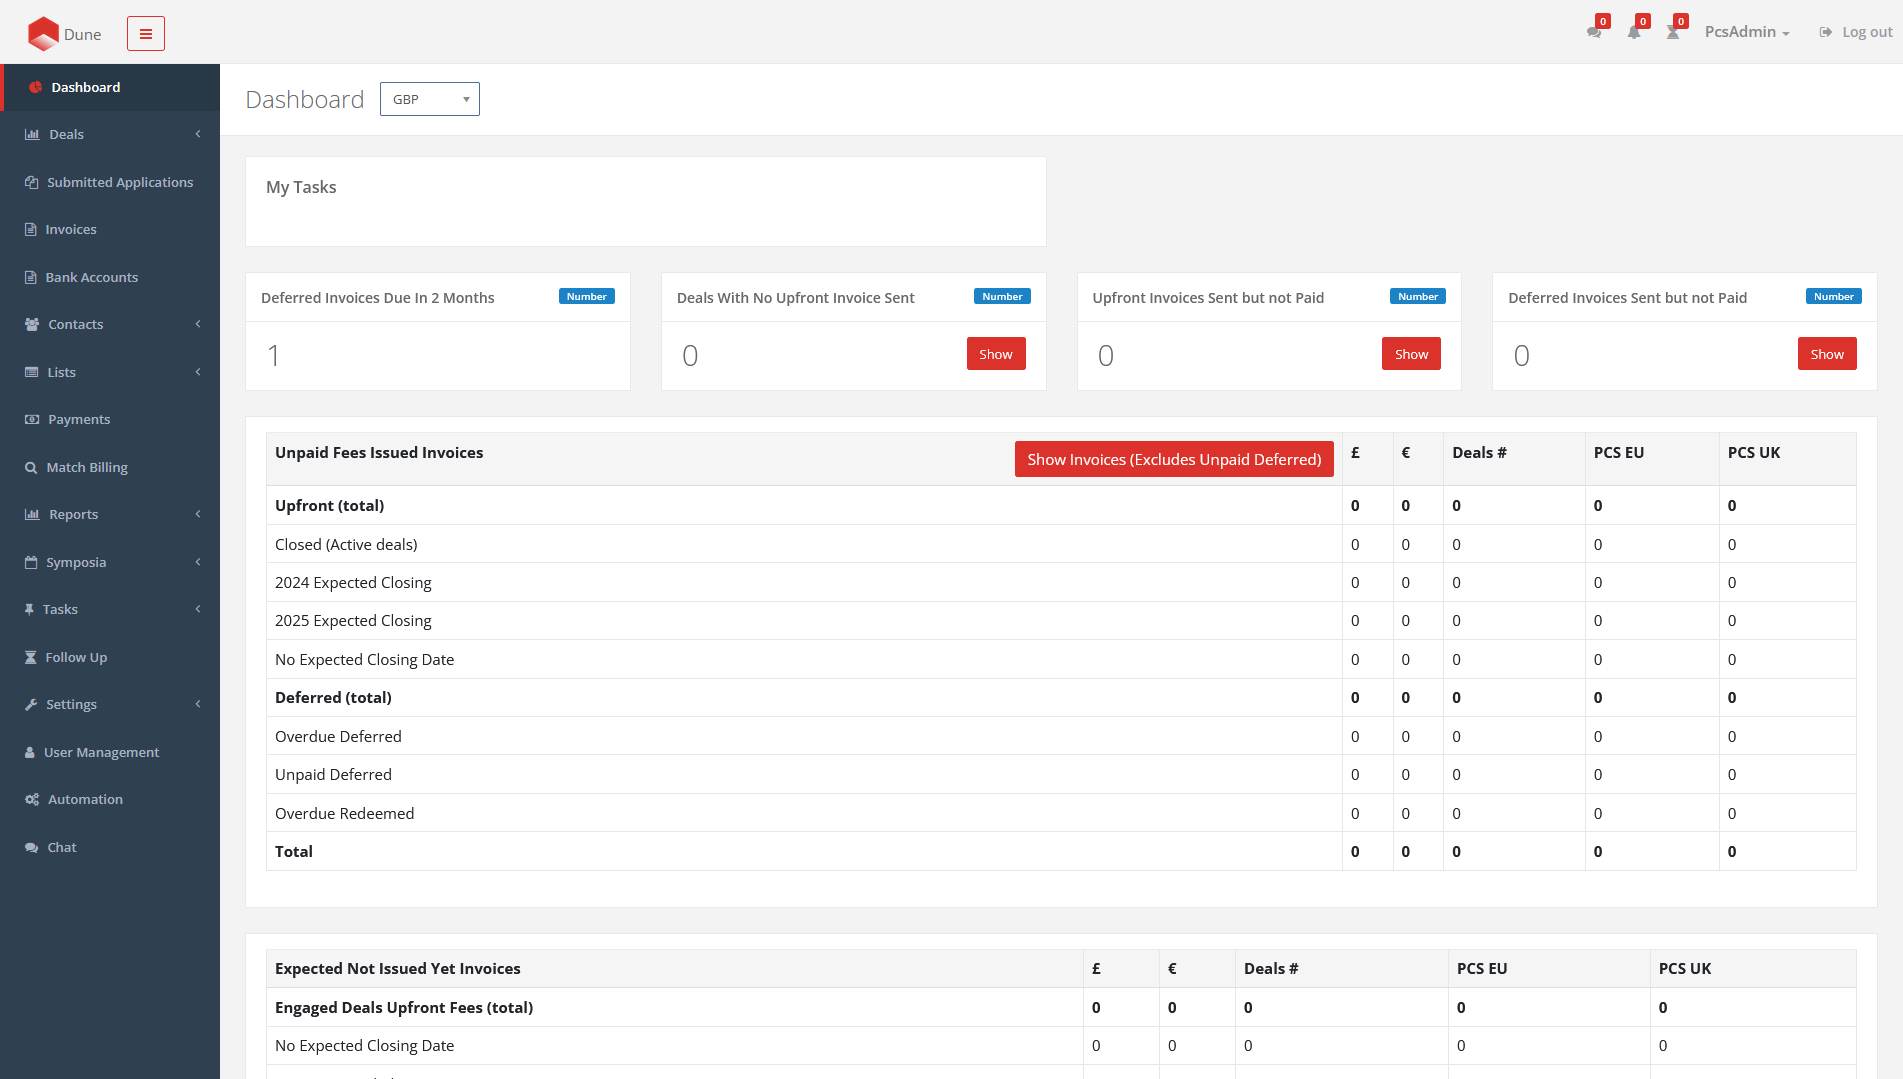 Dune
0
0
0
PcsAdmin
Log out
Dashboard
Deals
Submitted Applications
Invoices
Bank Accounts
Contacts
Lists
Payments
Match Billing
Reports
Symposia
Tasks
Follow Up
Settings
User Management
Automation
Chat
Dashboard
GBP
My Tasks
Deferred Invoices Due In 2 Months
Number
1
Deals With No Upfront Invoice Sent
Number
0
Show
Upfront Invoices Sent but not Paid
Number
0
Show
Deferred Invoices Sent but not Paid
Number
0
Show
Unpaid Fees Issued Invoices Show Invoices (Excludes Unpaid Deferred) £ € Deals # PCS EU PCS UK
Upfront (total) 0 0 0 0 0
Closed (Active deals) 0 0 0 0 0
2024 Expected Closing 0 0 0 0 0
2025 Expected Closing 0 0 0 0 0
No Expected Closing Date 0 0 0 0 0
Deferred (total) 0 0 0 0 0
Overdue Deferred 0 0 0 0 0
Unpaid Deferred 0 0 0 0 0
Overdue Redeemed 0 0 0 0 0
Total 0 0 0 0 0
Expected Not Issued Yet Invoices £ € Deals # PCS EU PCS UK
Engaged Deals Upfront Fees (total) 0 0 0 0 0
No Expected Closing Date 0 0 0 0 0